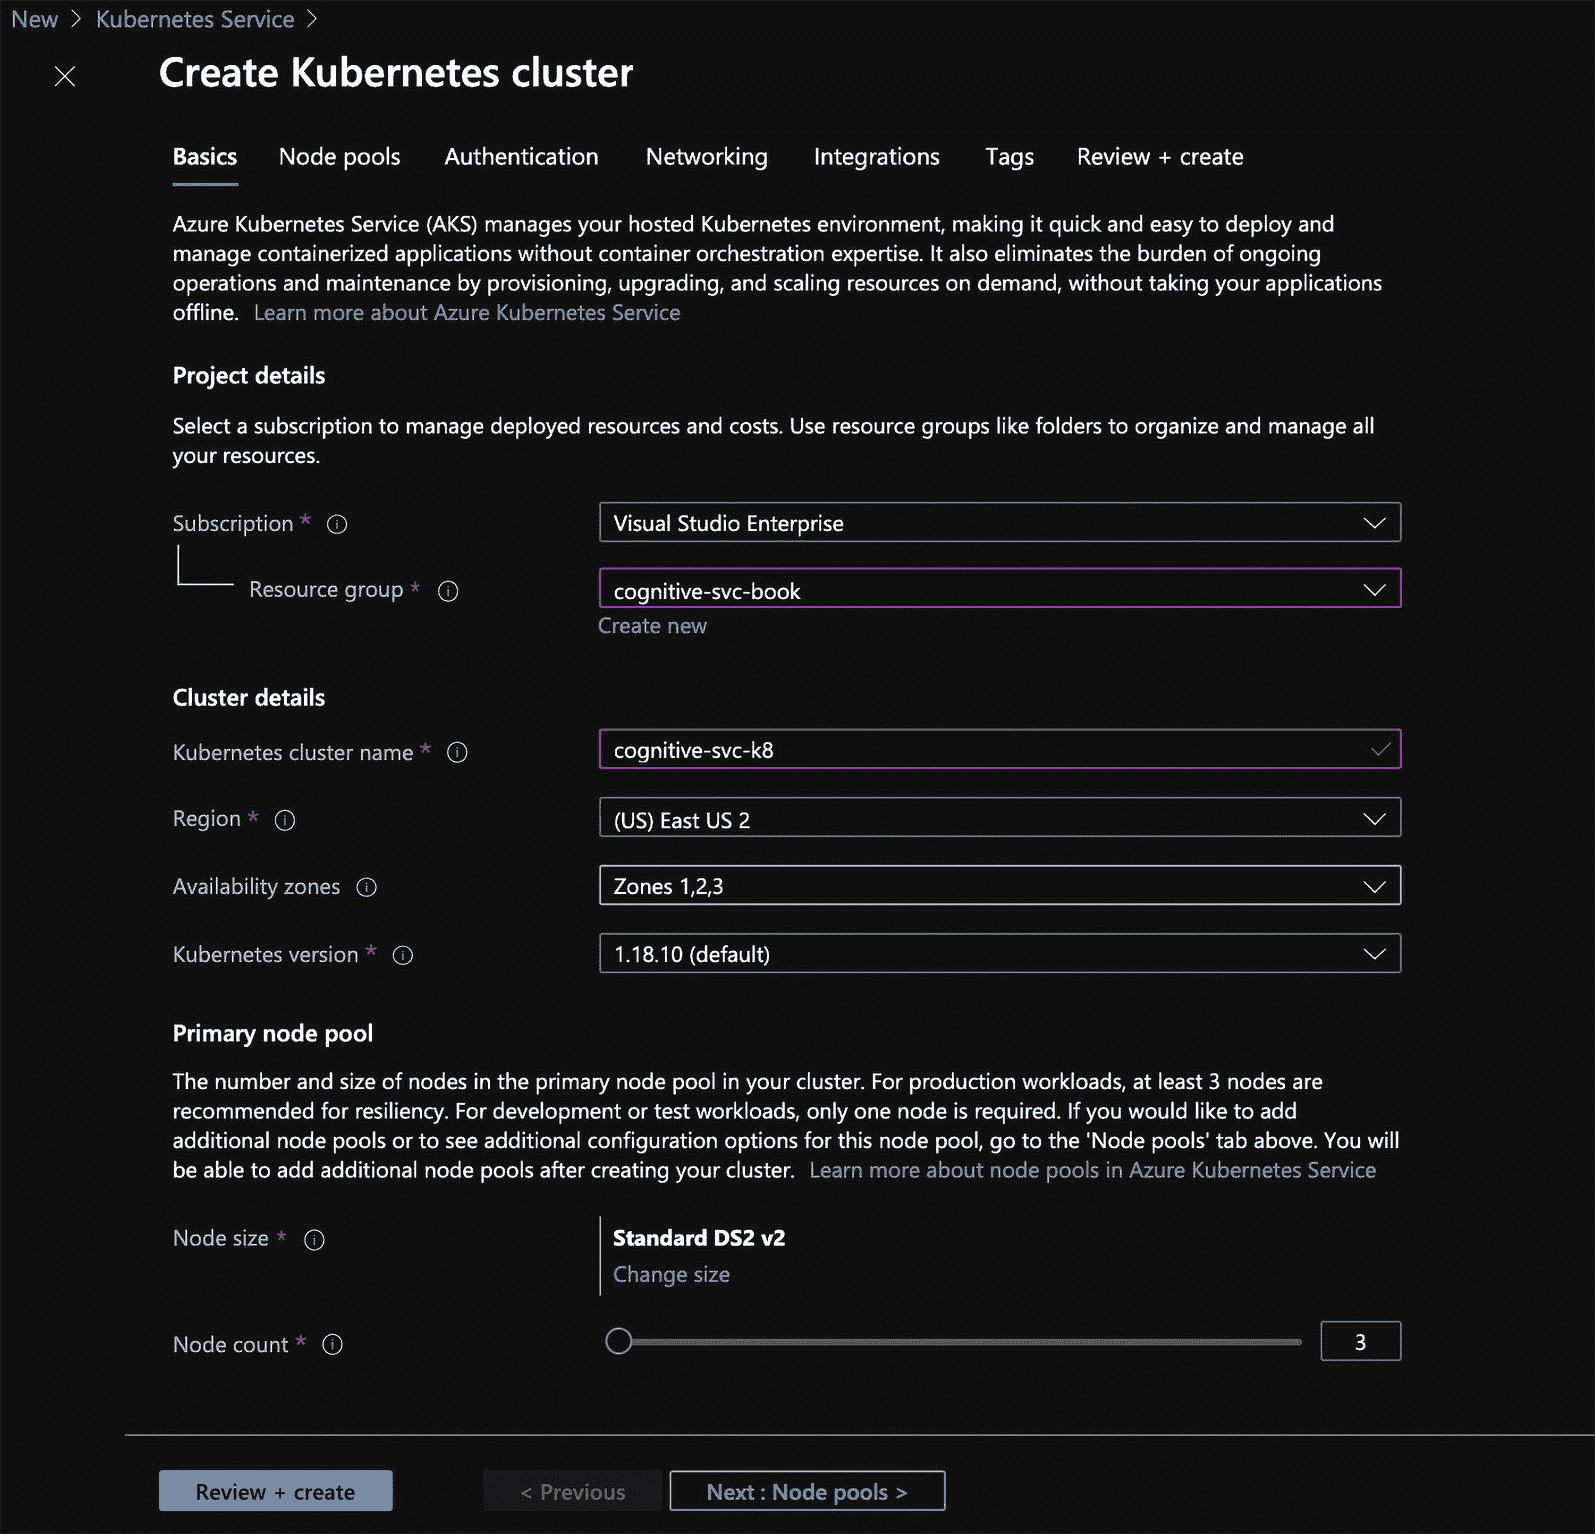 New > Kubernetes Service >
Create Kubernetes cluster
Basics Node pools Authentication Networking Integrations Tags Review + create
Azure Kubernetes Service (AKS) manages your hosted Kubernetes environment, making it quick and easy to deploy and
manage containerized applications without container orchestration expertise. It also eliminates the burden of ongoing
operations and maintenance by provisioning, upgrading, and scaling resources on demand, without taking your applications
offline. Learn more about Azure Kubernetes Service
Project details
Select a subscription to manage deployed resources and costs. Use resource groups like folders to organize and manage all
your resources.
Subscription * Visual Studio Enterprise
Resource group * cognitive-svc-book
Create new
Cluster details
Kubernetes cluster name * cognitive-svc-k8
Region * (US) East US 2
Availability zones Zones 1,2,3
Kubernetes version * 1.18.10 (default)
Primary node pool
The number and size of nodes in the primary node pool in your cluster. For production workloads, at least 3 nodes are
recommended for resiliency. For development or test workloads, only one node is required. If you would like to add
additional node pools or to see additional configuration options for this node pool, go to the 'Node pools' tab above. You will
be able to add additional node pools after creating your cluster. Learn more about node pools in Azure Kubernetes Service
Node size * Standard DS2 v2
Change size
Node count * 3
Review + create < Previous Next : Node pools >